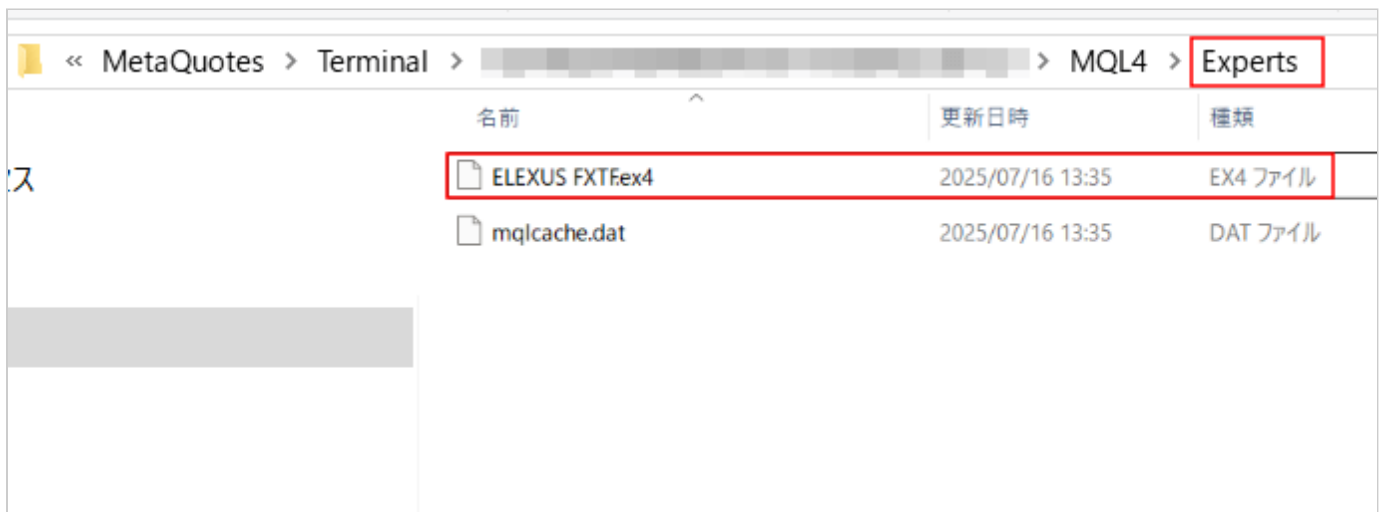 « MetaQuotes > Terminal > > MQL4 > Experts
名前 更新日時 種類
ELEXUS FXTF.ex4 2025/07/16 13:35 EX4 ファイル
ス
mqlcache.dat 2025/07/16 13:35 DAT ファイル